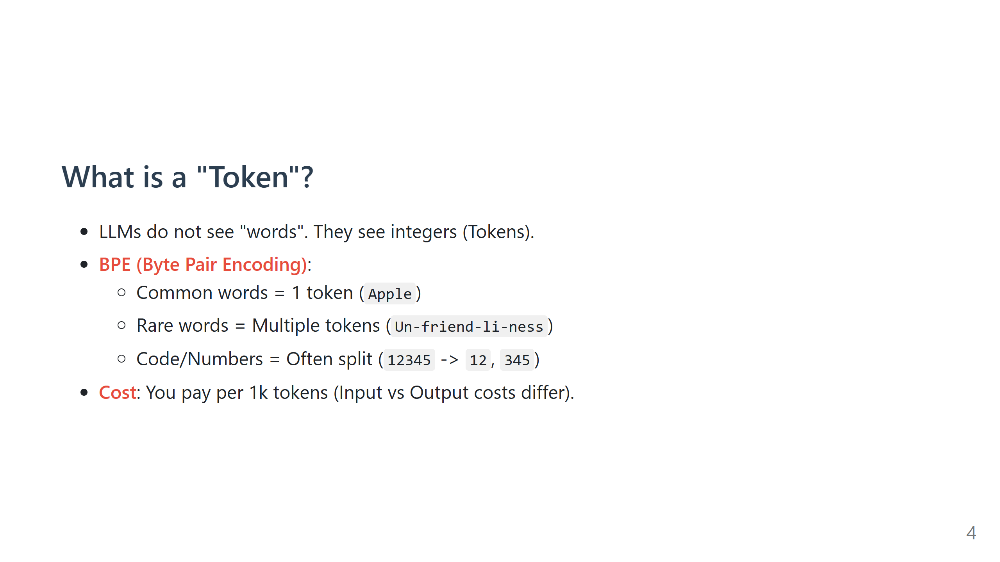 What is a "Token"?
LLMs do not see "words". They see integers (Tokens).
BPE (Byte Pair Encoding):
Common words = 1 token (Apple)
Rare words = Multiple tokens (Un-friend-li-ness)
Code/Numbers = Often split (12345 -> 12, 345)
Cost: You pay per 1k tokens (Input vs Output costs differ).
4